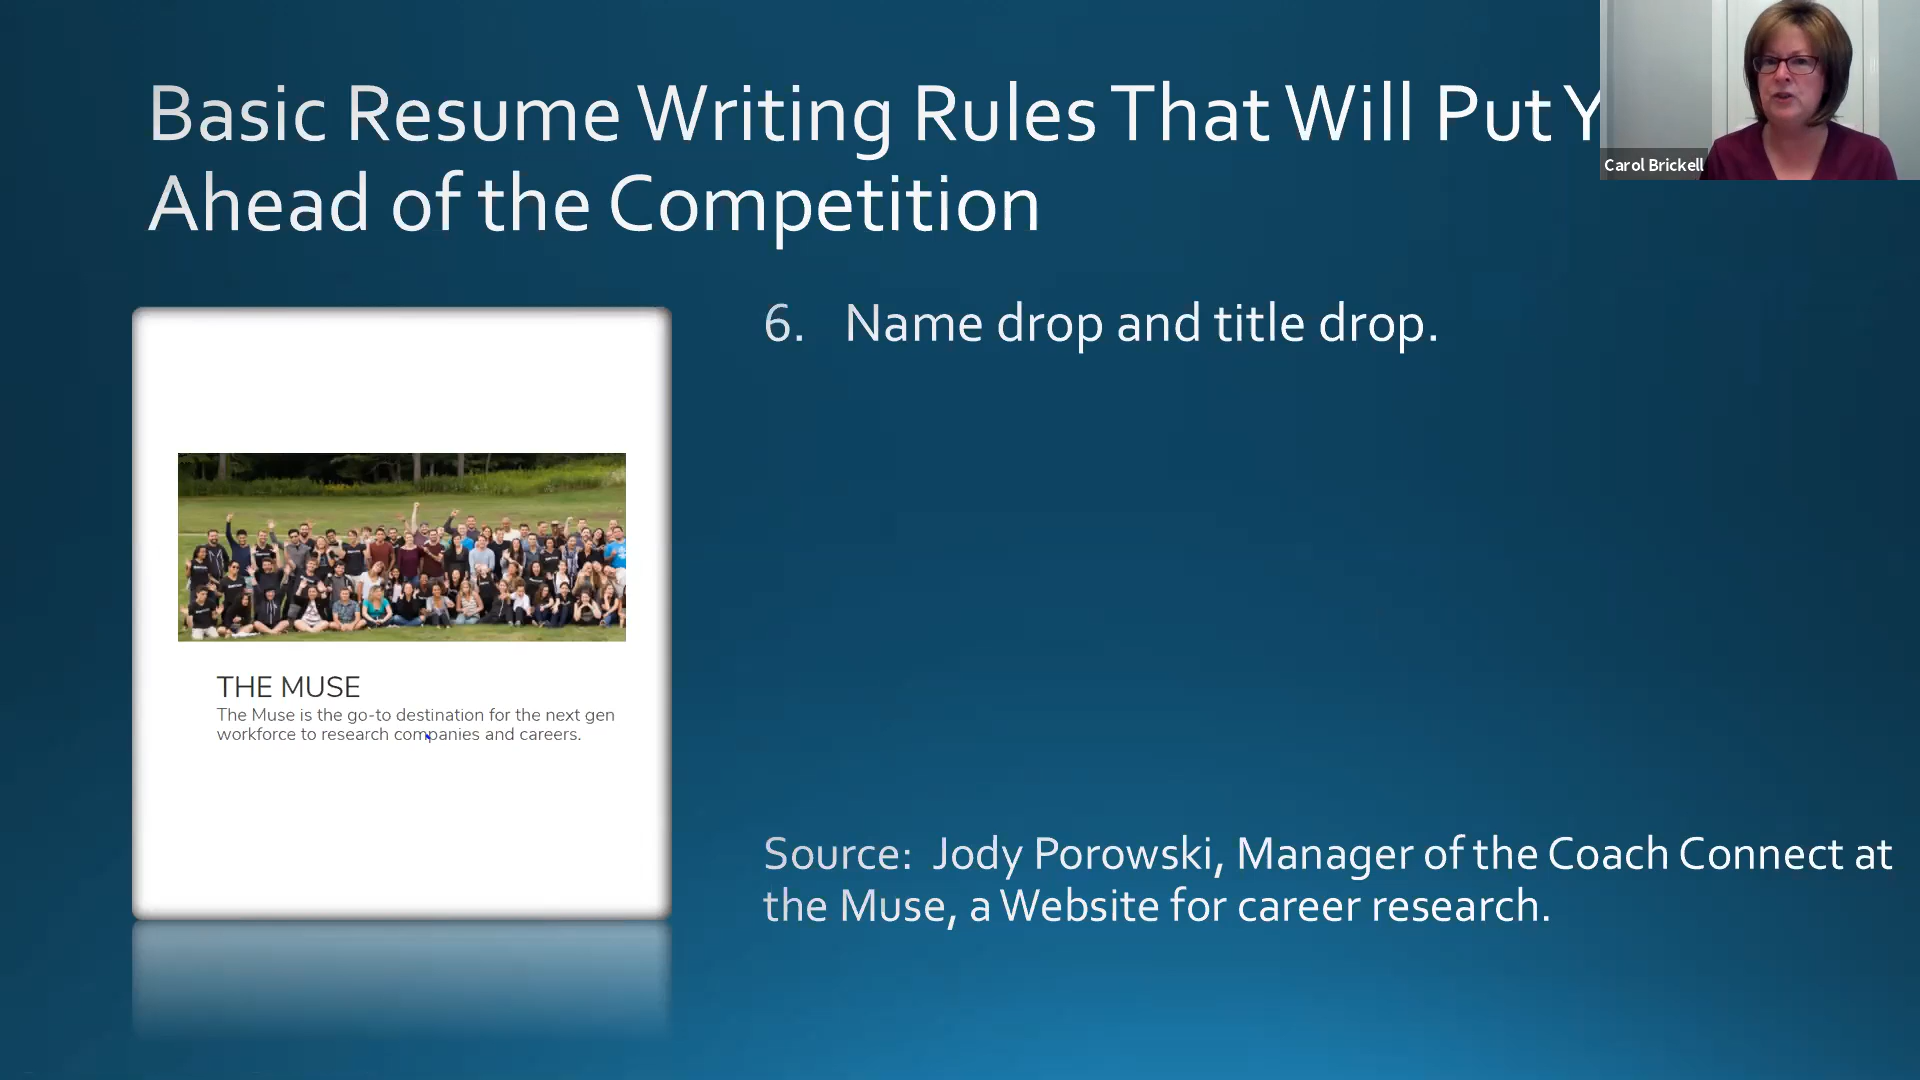 Basic Resume Writing Rules That Will Put Y
Ahead of the Competition
Carol Brickell
6. Name drop and title drop.
THE MUSE
The Muse is the go-to destination for the next gen
workforce to research companies and careers.
Source: Jody Porowski, Manager of the Coach Connect at
the Muse, a Website for career research.